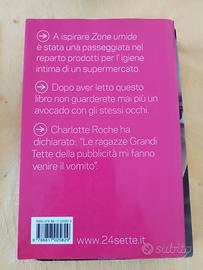 A ispirare Zone umide
è stata una passeggiata nel
reparto prodotti per l'igiene
intima di un supermercato.
Dopo aver letto questo
libro non guarderete mai più un
avocado con gli stessi occhi.
Charlotte Roche ha
dichiarato: "Le ragazze Grandi
Tette della pubblicità mi fanno
venire il vomito".
www.24sette.it
subito